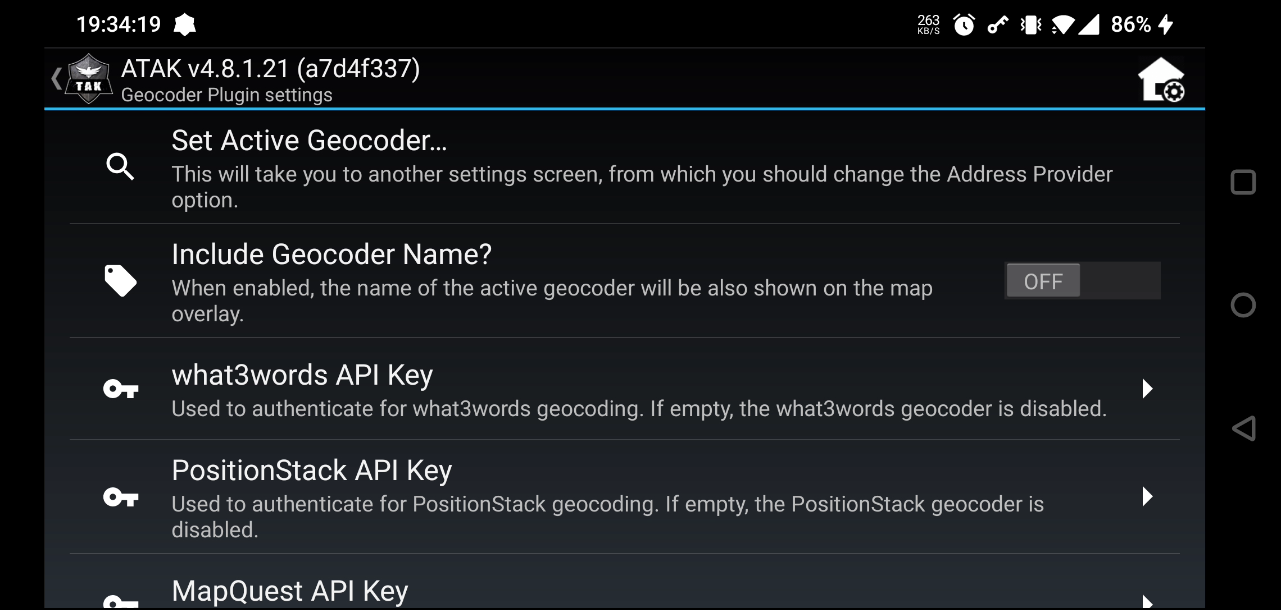 19:34:19
263
KB/S
86%
TAK
ATAK v4.8.1.21 (a7d4f337)
Geocoder Plugin settings
Set Active Geocoder...
This will take you to another settings screen, from which you should change the Address Provider
option.
Include Geocoder Name?
When enabled, the name of the active geocoder will be also shown on the map
overlay.
OFF
what3words API Key
Used to authenticate for what3words geocoding. If empty, the what3words geocoder is disabled.
PositionStack API Key
Used to authenticate for PositionStack geocoding. If empty, the PositionStack geocoder is
disabled.
MapQuest API Key